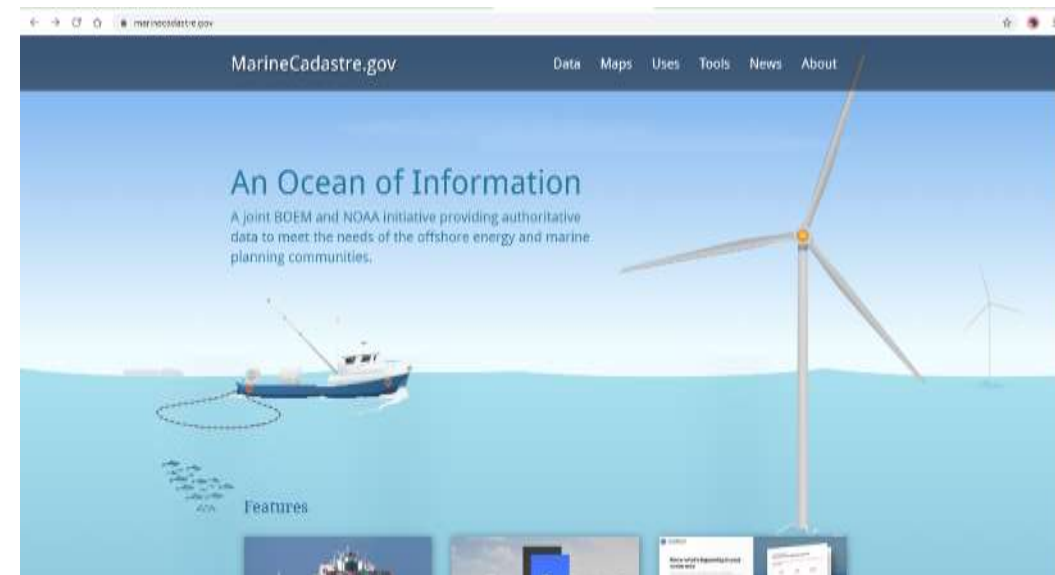 marinecadastre.gov
MarineCadastre.gov
Data Maps Uses Tools News About
An Ocean of Information
A joint BOEM and NOAA initiative providing authoritative
data to meet the needs of the offshore energy and marine
planning communities.
Features